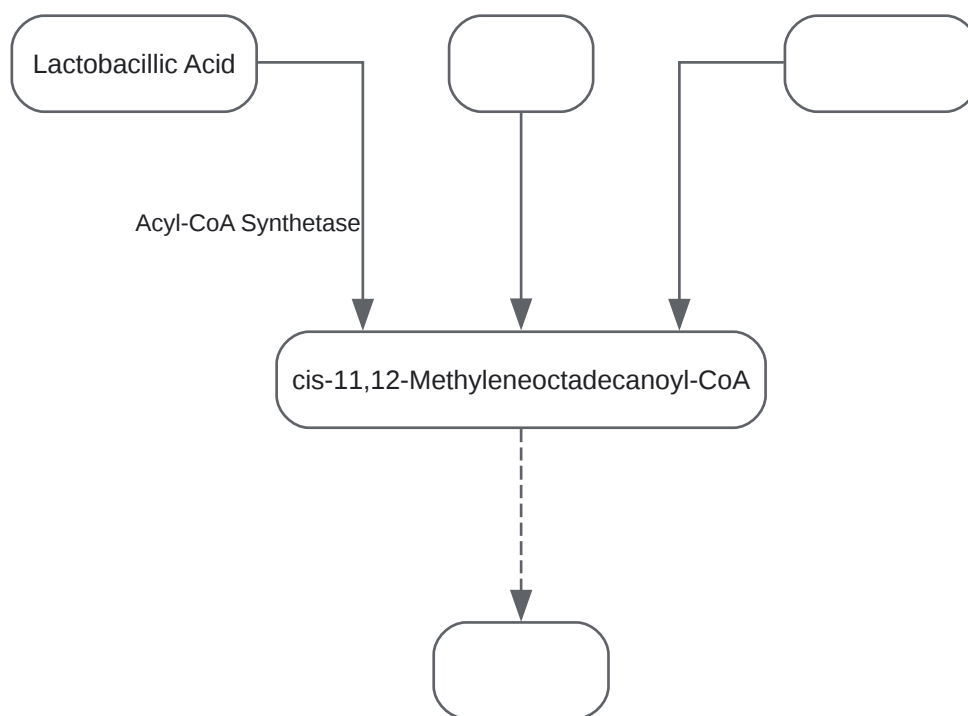 Lactobacillic Acid
Acyl-CoA Synthetase
cis-11,12-Methyleneoctadecanoyl-CoA